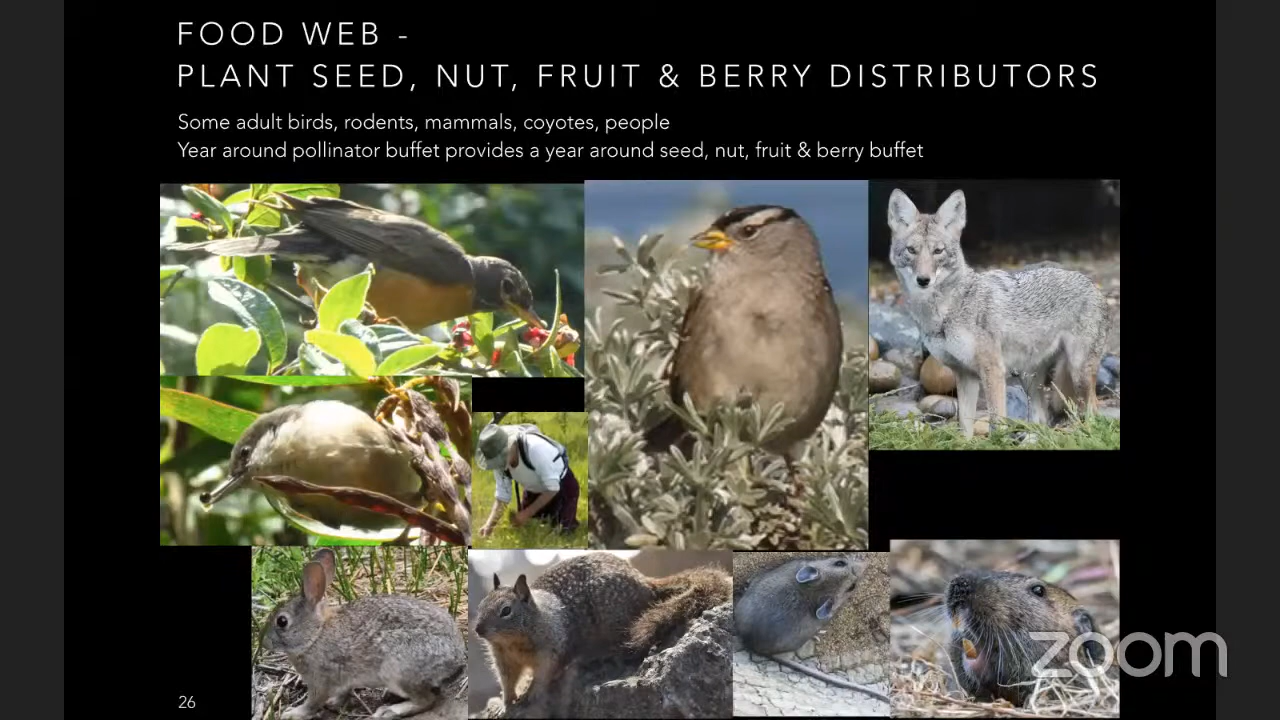 FOOD WEB -
PLANT SEED, NUT, FRUIT & BERRY DISTRIBUTORS
Some adult birds, rodents, mammals, coyotes, people
Year around pollinator buffet provides a year around seed, nut, fruit & berry buffet
zoom
26